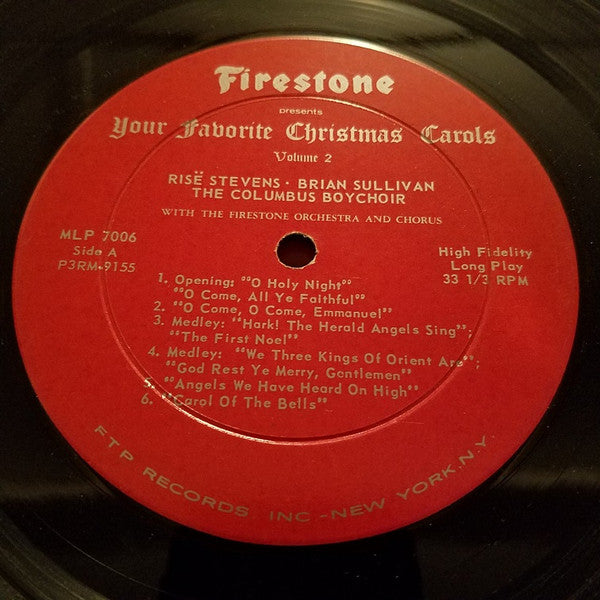 Firestone
presents
Your Favorite Christmas Carols
Volume 2
RISË STEVENS · BRIAN SULLIVAN
THE COLUMBUS BOYCHOIR
WITH THE FIRESTONE ORCHESTRA AND CHORUS
MLP 7006
Side A
P3RM-9155
High Fidelity
Long Play
33 1/3 RPM
1. Opening: "O Holy Night"
"O Come, All Ye Faithful"
2. "O Come, O Come, Emmanuel"
3. Medley: "Hark! The Herald Angels Sing";
"The First Noel"
4. Medley: "We Three Kings Of Orient Are";
"God Rest Ye Merry, Gentlemen"
5. "Angels We Have Heard On High"
6. "Carol Of The Bells"
FTP RECORDS INC - NEW YORK, N.Y.